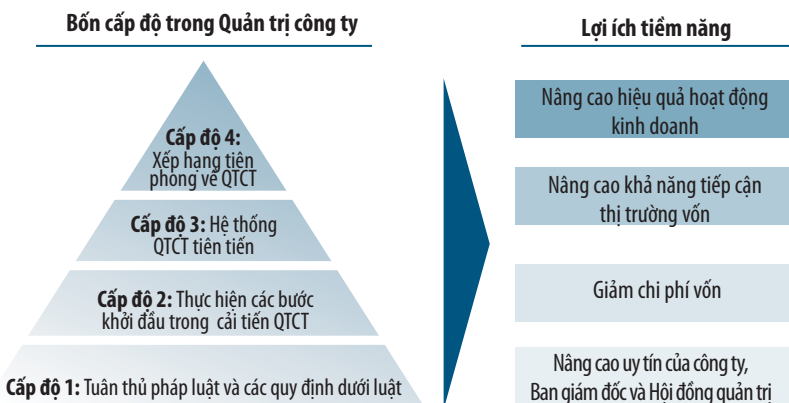 Bốn cấp độ trong Quản trị công ty
Cấp độ 4:
Xếp hạng tiên
phong về QTCT
Cấp độ 3: Hệ thống
QTCT tiên tiến
Cấp độ 2: Thực hiện các bước
khởi đầu trong cải tiến QTCT
Cấp độ 1: Tuân thủ pháp luật và các quy định dưới luật
Lợi ích tiềm năng
Nâng cao hiệu quả hoạt động
kinh doanh
Nâng cao khả năng tiếp cận
thị trường vốn
Giảm chi phí vốn
Nâng cao uy tín của công ty,
Ban giám đốc và Hội đồng quản trị